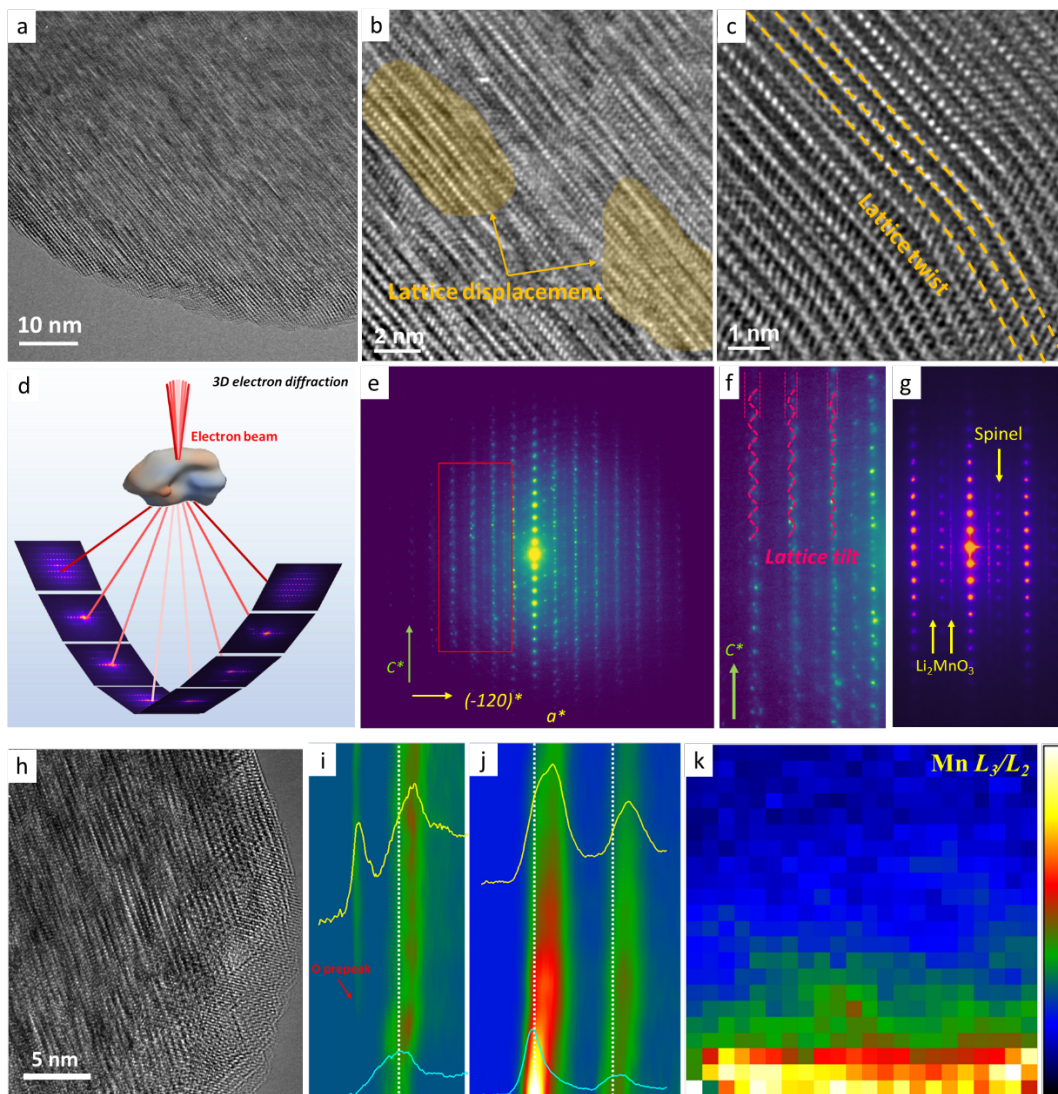 a
10 nm
b
Lattice displacement
2 nm
c
Lattice twist
1 nm
d
3D electron diffraction
Electron beam
e
C*
(-120)*
a*
f
Lattice tilt
C*
g
Spinel
Li₂MnO₃
h
5 nm
i
O prepeak
j
k
Mn L₃/L₂